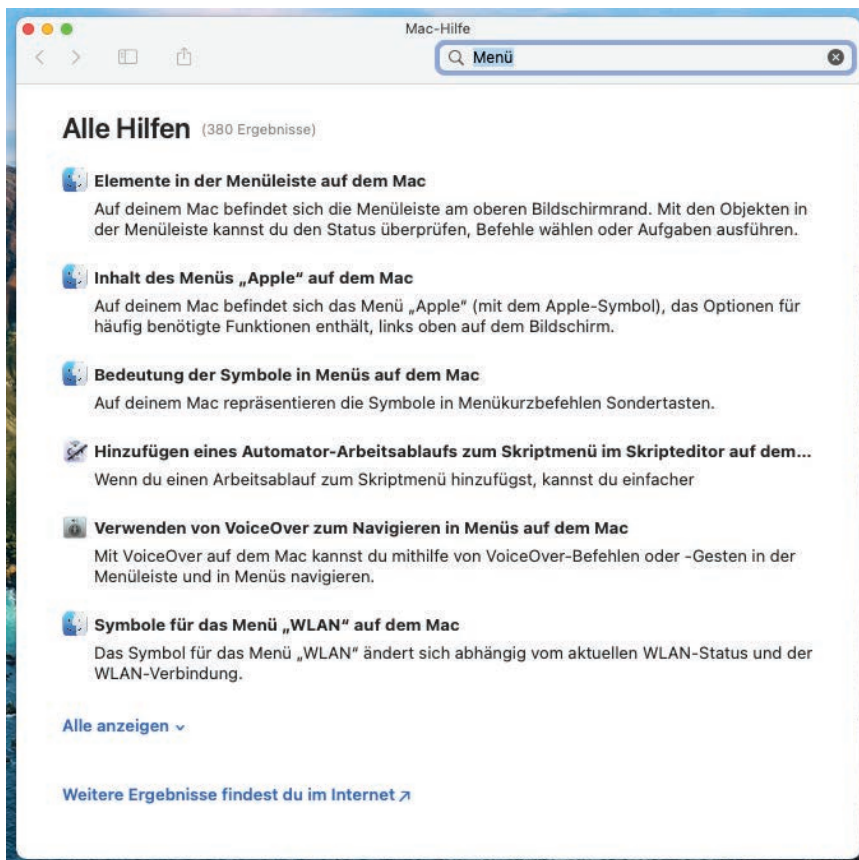 Mac-Hilfe
Menü
Alle Hilfen (380 Ergebnisse)
Elemente in der Menüleiste auf dem Mac
Auf deinem Mac befindet sich die Menüleiste am oberen Bildschirmrand. Mit den Objekten in
der Menüleiste kannst du den Status überprüfen, Befehle wählen oder Aufgaben ausführen.
Inhalt des Menüs „Apple“ auf dem Mac
Auf deinem Mac befindet sich das Menü „Apple“ (mit dem Apple-Symbol), das Optionen für
häufig benötigte Funktionen enthält, links oben auf dem Bildschirm.
Bedeutung der Symbole in Menüs auf dem Mac
Auf deinem Mac repräsentieren die Symbole in Menükurzbefehlen Sondertasten.
Hinzufügen eines Automator-Arbeitsablaufs zum Skriptmenü im Skripteditor auf dem...
Wenn du einen Arbeitsablauf zum Skriptmenü hinzufügst, kannst du einfacher
Verwenden von VoiceOver zum Navigieren in Menüs auf dem Mac
Mit VoiceOver auf dem Mac kannst du mithilfe von VoiceOver-Befehlen oder -Gesten in der
Menüleiste und in Menüs navigieren.
Symbole für das Menü „WLAN“ auf dem Mac
Das Symbol für das Menü „WLAN“ ändert sich abhängig vom aktuellen WLAN-Status und der
WLAN-Verbindung.
Alle anzeigen
Weitere Ergebnisse findest du im Internet